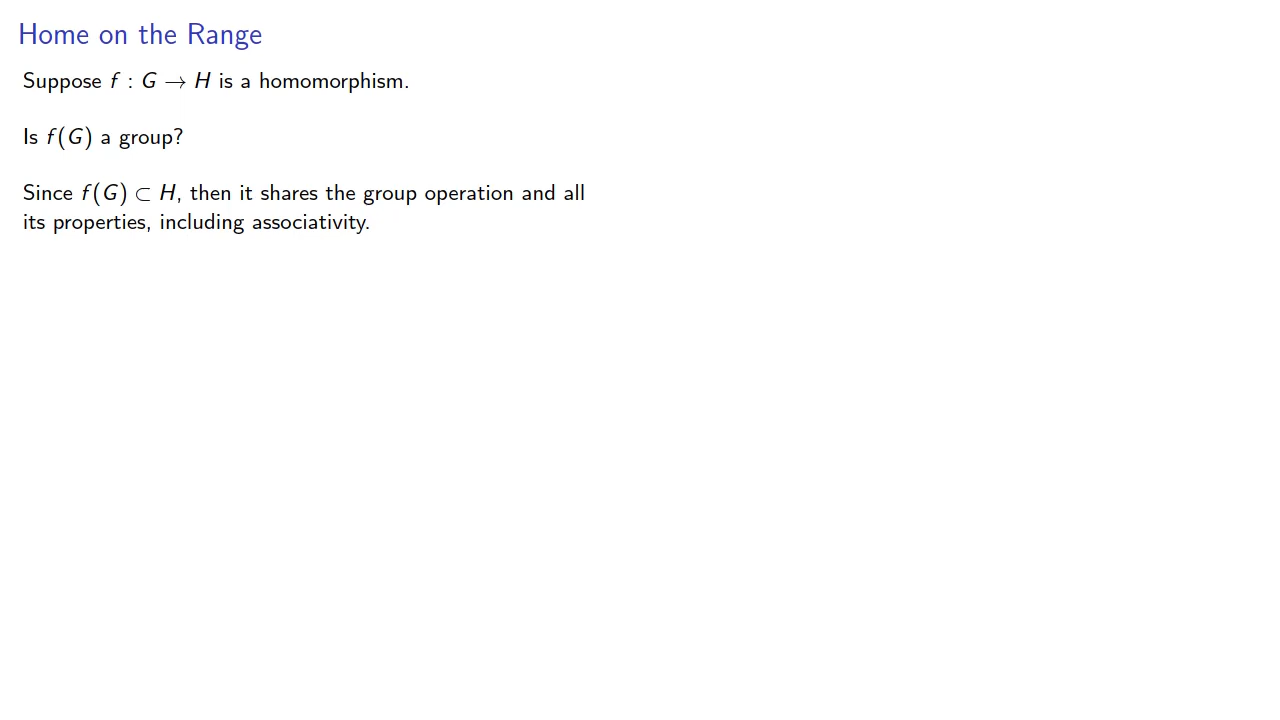 Home on the Range
Suppose f : G → H is a homomorphism.
Is f(G) a group?
Since f(G) ⊂ H, then it shares the group operation and all
its properties, including associativity.